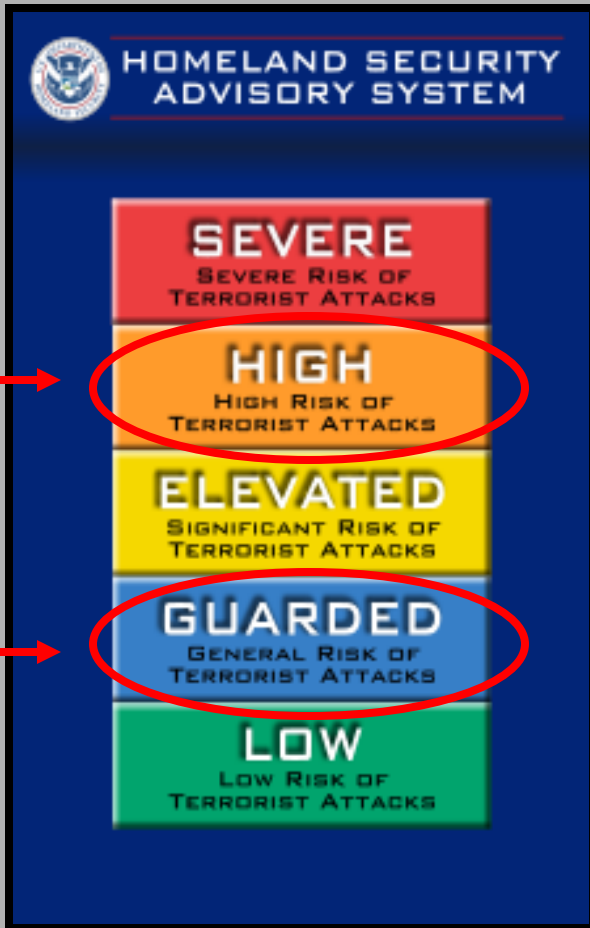 HOMELAND SECURITY
ADVISORY SYSTEM
SEVERE
SEVERE RISK OF
TERRORIST ATTACKS
HIGH
HIGH RISK OF
TERRORIST ATTACKS
ELEVATED
SIGNIFICANT RISK OF
TERRORIST ATTACKS
GUARDED
GENERAL RISK OF
TERRORIST ATTACKS
LOW
LOW RISK OF
TERRORIST ATTACKS